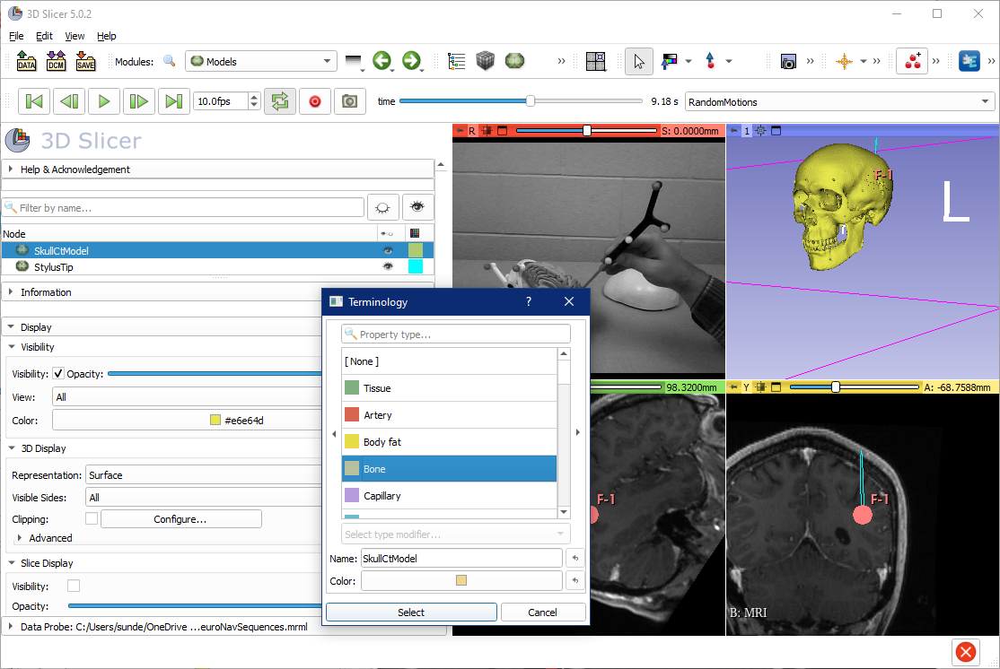 3D Slicer 5.0.2
File Edit View Help
DATA DCM SAVE Modules: Models
10.0fps time 9.18 s RandomMotions
3D Slicer
Help & Acknowledgement
Filter by name...
Node
SkullCtModel
StylusTip
Information
Display
Visibility
Visibility: Opacity:
View: All
Color: #e6e64d
3D Display
Representation: Surface
Visible Sides: All
Clipping: Configure...
Advanced
Slice Display
Visibility:
Opacity:
Data Probe: C:/Users/sunde/OneDrive ...euroNavSequences.mrml
R S: 0.0000mm
1
F-1
L
98.3200mm
F-1
Y A: -68.7588mm
F-1
B: MRI
Terminology ?
Property type...
[None ]
Tissue
Artery
Body fat
Bone
Capillary
Select type modifier...
Name: SkullCtModel
Color:
Select Cancel